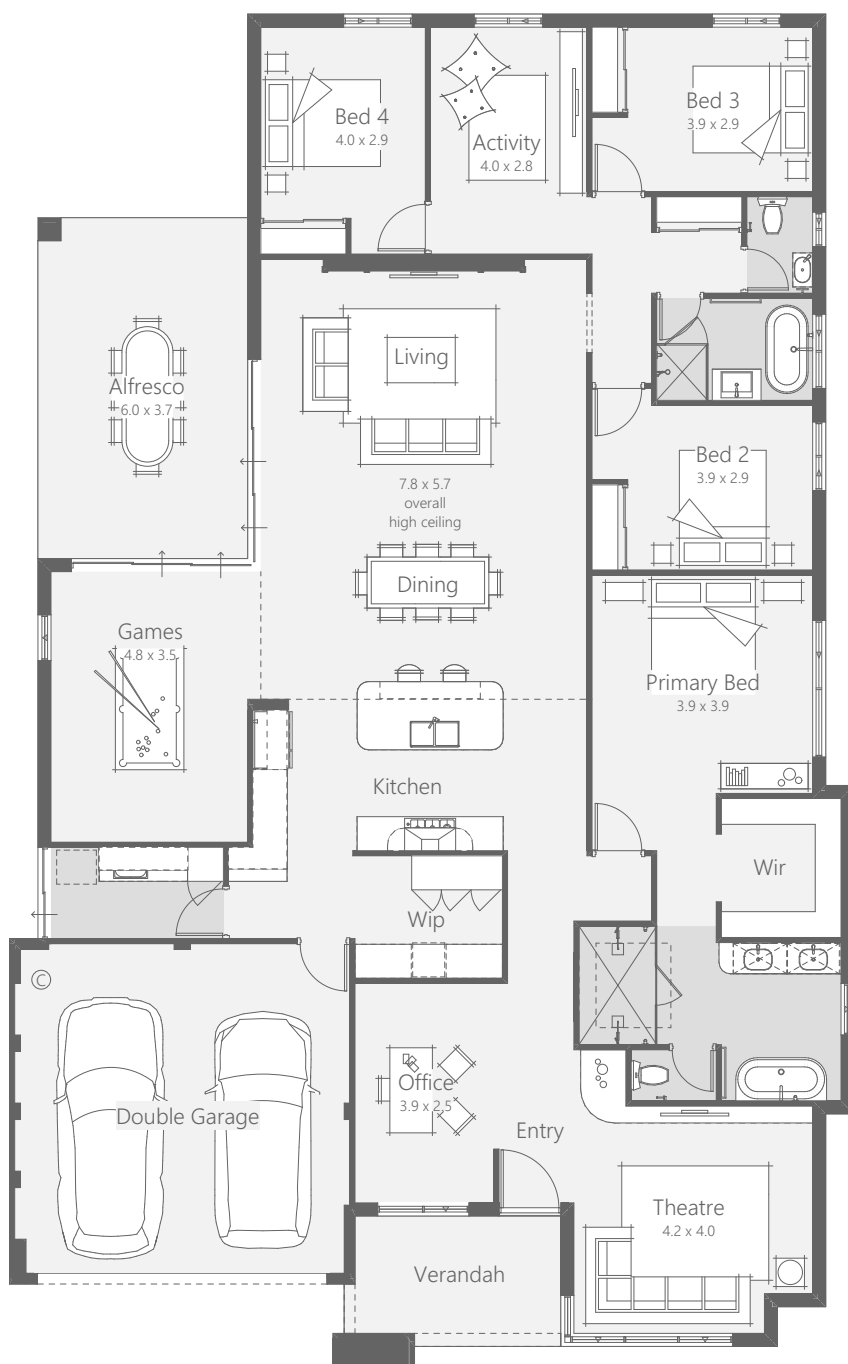 Bed 4
4.0 x 2.9
Activity
4.0 x 2.8
Bed 3
3.9 x 2.9
Living
Alfresco
6.0 x 3.7
Bed 2
3.9 x 2.9
7.8 x 5.7
overall
high ceiling
Dining
Games
4.8 x 3.5
Primary Bed
3.9 x 3.9
Kitchen
Wir
Wip
©
Office
3.9 x 2.5
Double Garage
Entry
Theatre
4.2 x 4.0
Verandah